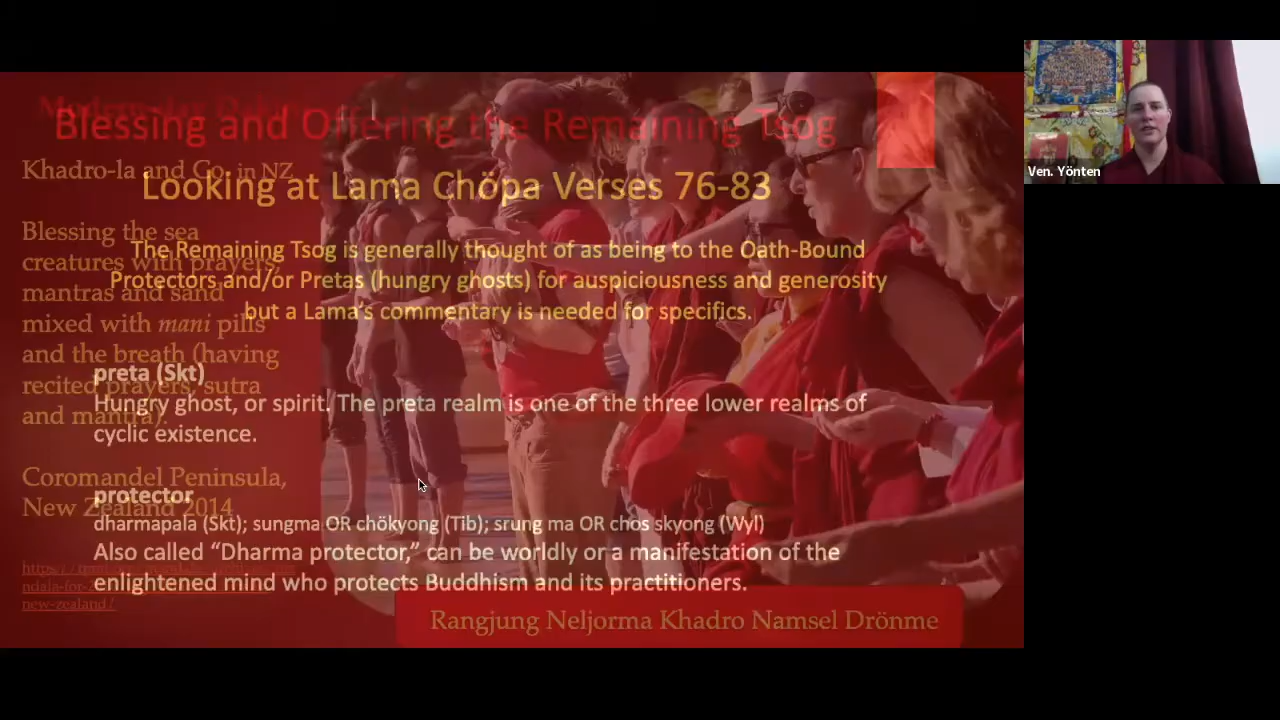 Modern-day Dakini
Blessing and Offering the Remaining Tsog
Khadro-la and Co. in NZ
Looking at Lama Chöpa Verses 76-83
Blessing the sea
creatures with prayers,
mantras and sand
mixed with mani pills
and the breath (having
recited prayers, sutra
and mantra).
Coromandel Peninsula,
New Zealand 2014
new-zealand/
The Remaining Tsog is generally thought of as being to the Oath-Bound
Protectors and/or Pretas (hungry ghosts) for auspiciousness and generosity
but a Lama's commentary is needed for specifics.
preta (Skt)
Hungry ghost, or spirit. The preta realm is one of the three lower realms of
cyclic existence.
protector
dharmapala (Skt); sungma OR chökyong (Tib); srung ma OR chos skyong (Wyl)
Also called “Dharma protector,” can be worldly or a manifestation of the
enlightened mind who protects Buddhism and its practitioners.
Rangjung Neljorma Khadro Namsel Drönme
Ven. Yönten